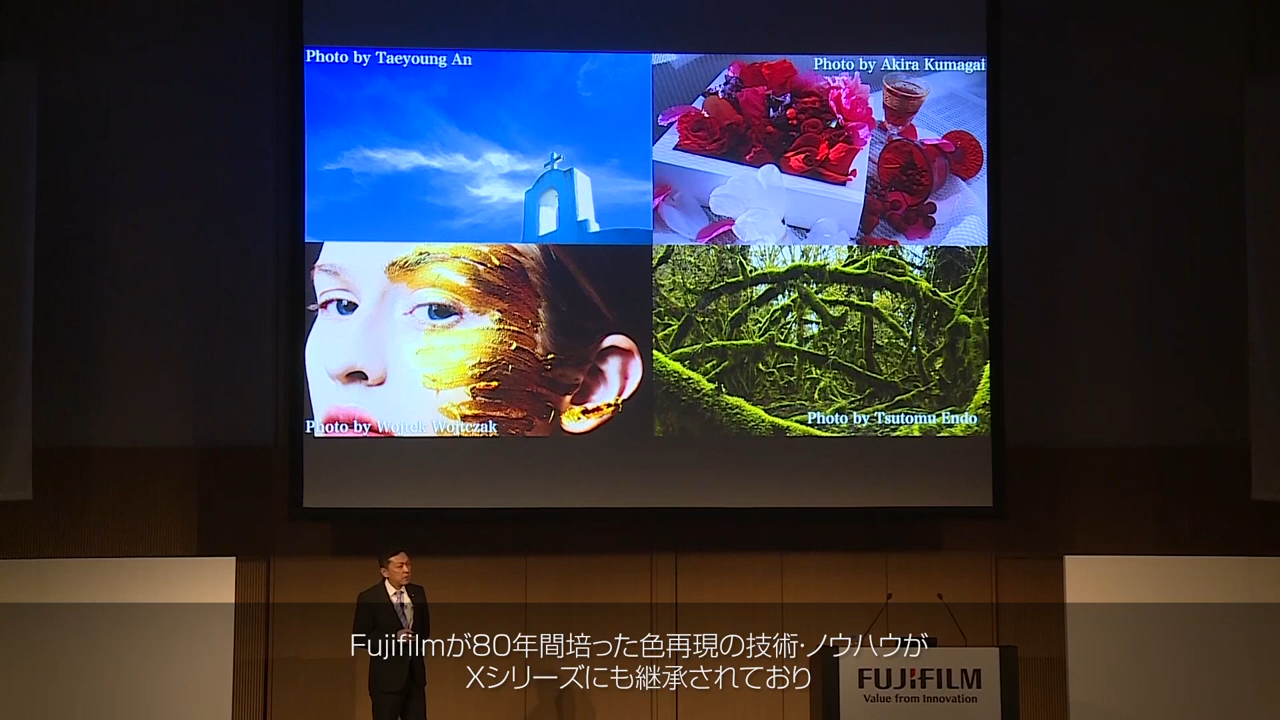 Photo by Taeyoung An
Photo by Akira Kumagai
Photo by Wojtek Wojtczak
Photo by Tsutomu Endo
Fujifilmが80年間培った色再現の技術・ノウハウが
Xシリーズにも継承されており
FUJIFILM
Value from Innovation